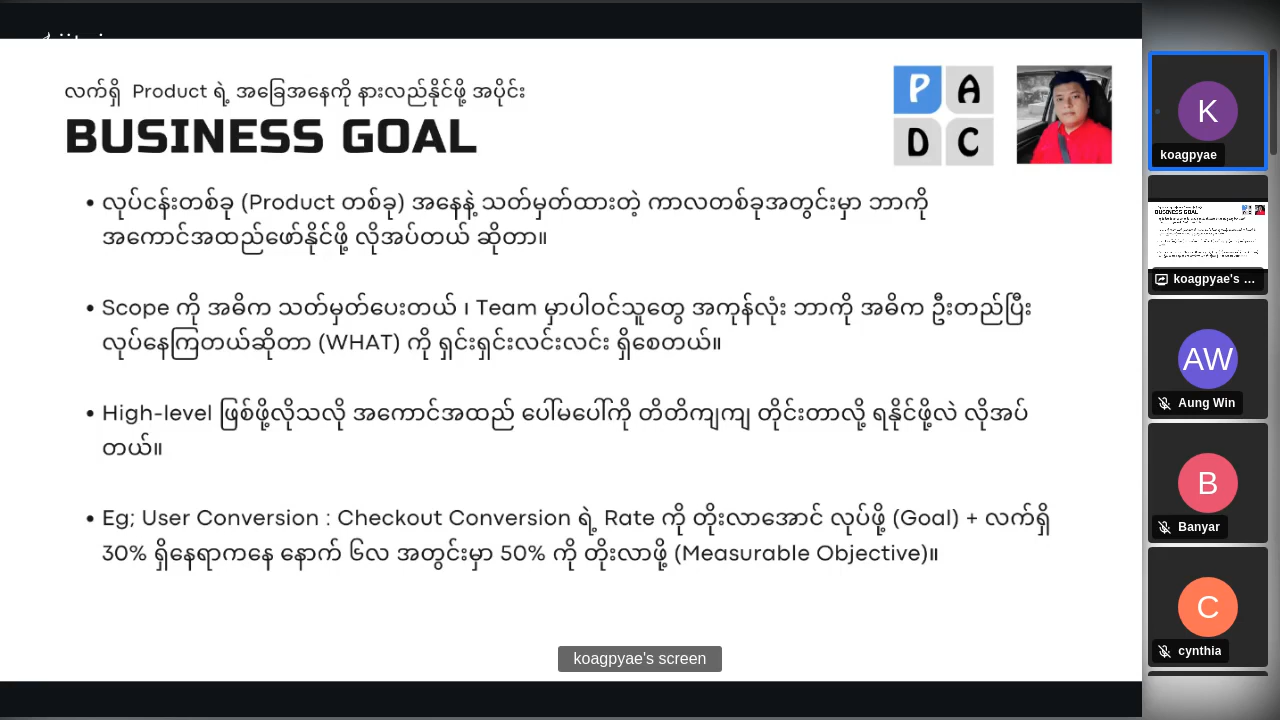 လက်ရှိ Product ရဲ့ အခြေအနေကို နားလည်နိုင်ဖို့ အပိုင်း
BUSINESS GOAL
P A
D C
• လုပ်ငန်းတစ်ခု (Product တစ်ခု) အနေနဲ့ သတ်မှတ်ထားတဲ့ ကာလတစ်ခုအတွင်းမှာ ဘာကို
အကောင်အထည်ဖော်နိုင်ဖို့ လိုအပ်တယ် ဆိုတာ။
• Scope ကို အဓိက သတ်မှတ်ပေးတယ် ၊ Team မှာပါဝင်သူတွေ အကုန်လုံး ဘာကို အဓိက ဦးတည်ပြီး
လုပ်နေကြတယ်ဆိုတာ (WHAT) ကို ရှင်းရှင်းလင်းလင်း ရှိစေတယ်။
• High-level ဖြစ်ဖို့လိုသလို အကောင်အထည် ပေါ်မပေါ်ကို တိတိကျကျ တိုင်းတာလို့ ရနိုင်ဖို့လဲ လိုအပ်
တယ်။
• Eg; User Conversion : Checkout Conversion ရဲ့ Rate ကို တိုးလာအောင် လုပ်ဖို့ (Goal) + လက်ရှိ
30% ရှိနေရာကနေ နောက် ၆လ အတွင်းမှာ 50% ကို တိုးလာဖို့ (Measurable Objective)။
koagpyae's screen
K
koagpyae
BUSINESS GOAL
koagpyae's ...
AW
Aung Win
B
Banyar
C
cynthia